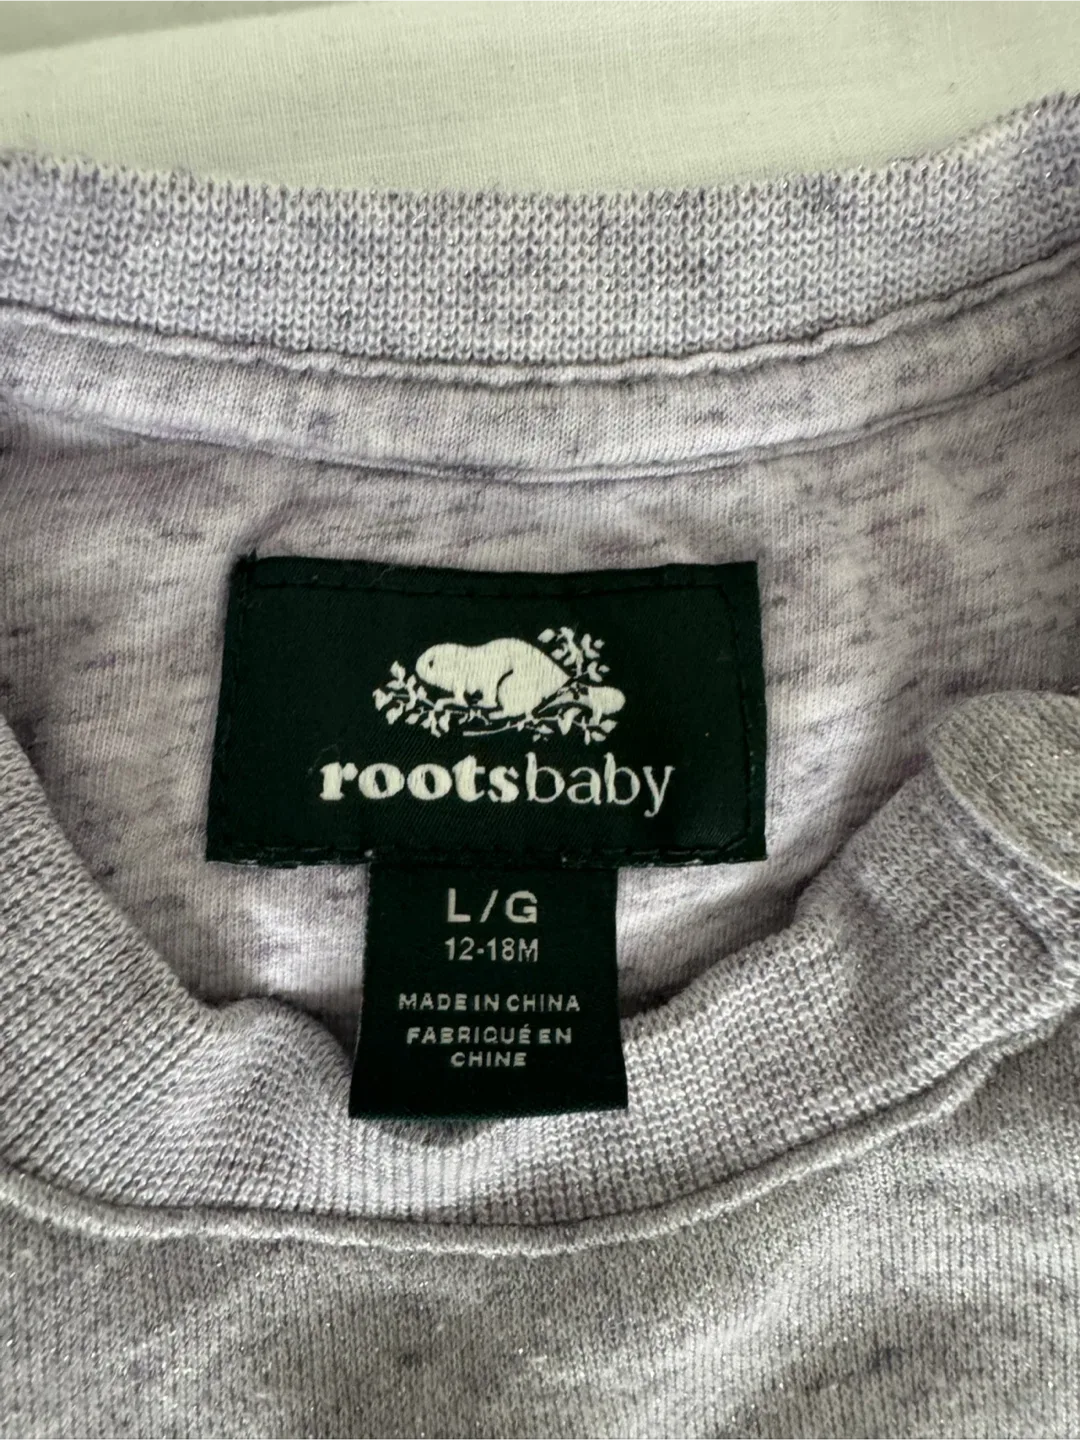 rootsbaby
L/G
12-18M
MADE IN CHINA
FABRIQUÉ EN
CHINE